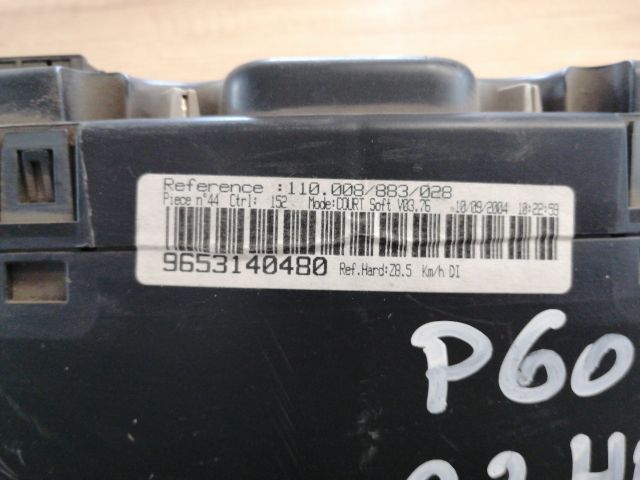 Reference :110.008/883/028
Piece n°44 Ctrl: 152 Mode:COURT Soft V03.76 10/09/2004 10:22:59
9653140480 Ref.Hard:Z8.5 Km/h DI
P60